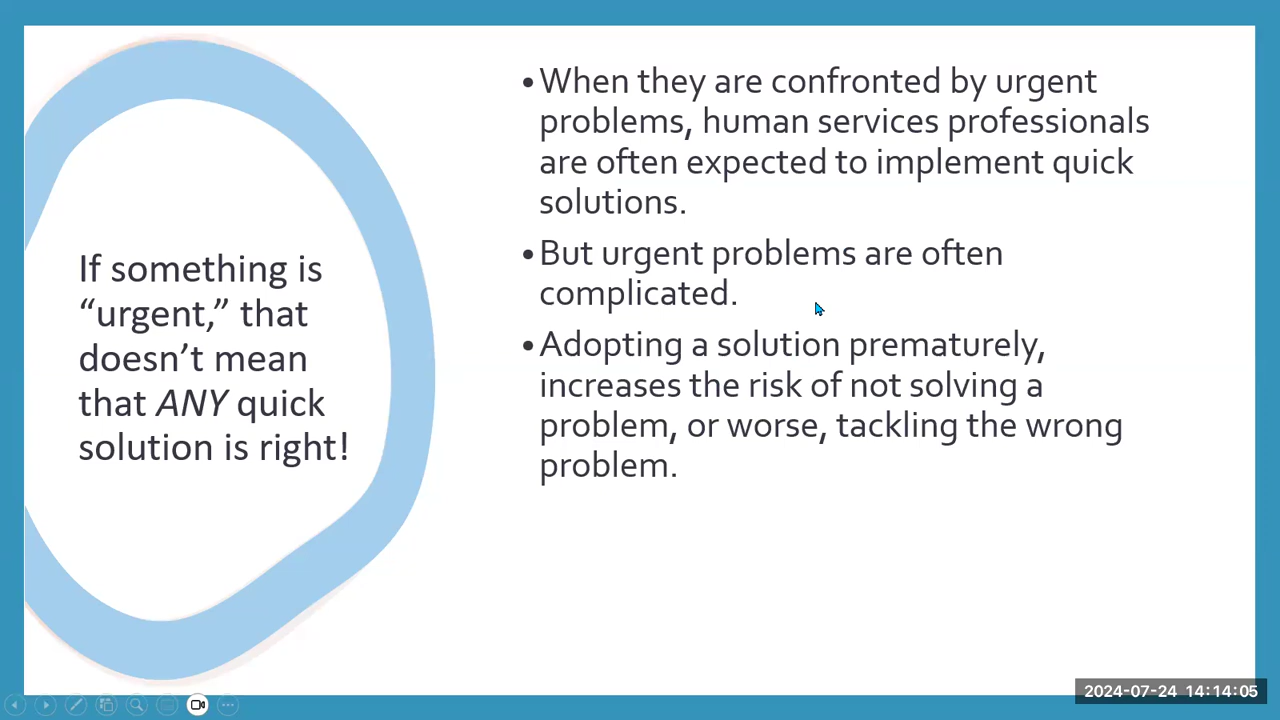 If something is
“urgent,” that
doesn’t mean
that ANY quick
solution is right!
•When they are confronted by urgent
problems, human services professionals
are often expected to implement quick
solutions.
•But urgent problems are often
complicated.
•Adopting a solution prematurely,
increases the risk of not solving a
problem, or worse, tackling the wrong
problem.
2024-07-24 14:14:05